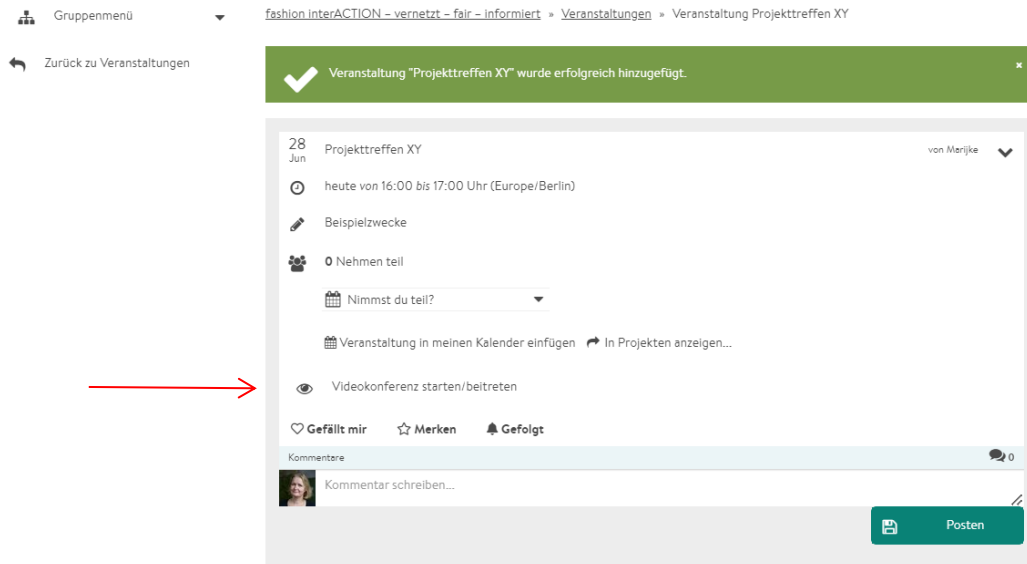 Gruppenmenü
fashion interACTION – vernetzt – fair – informiert » Veranstaltungen » Veranstaltung Projekttreffen XY
Zurück zu Veranstaltungen
Veranstaltung "Projekttreffen XY" wurde erfolgreich hinzugefügt.
28
Jun
Projekttreffen XY
von Marijke
heute von 16:00 bis 17:00 Uhr (Europe/Berlin)
Beispielzwecke
0 Nehmen teil
Nimmst du teil?
Veranstaltung in meinen Kalender einfügen In Projekten anzeigen...
Videokonferenz starten/beitreten
Gefällt mir Merken Gefolgt
Kommentare 0
Kommentar schreiben...
Posten